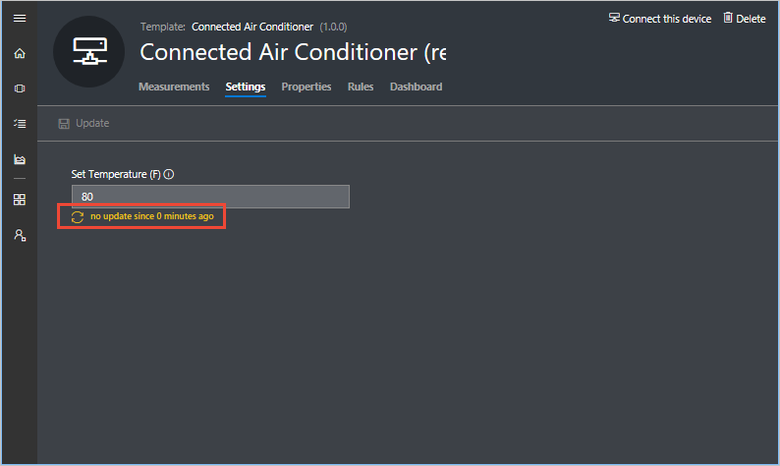 Template: Connected Air Conditioner (1.0.0)
Connect this device
Delete
Connected Air Conditioner (re
Measurements Settings Properties Rules Dashboard
Update
Set Temperature (F)
80
no update since 0 minutes ago